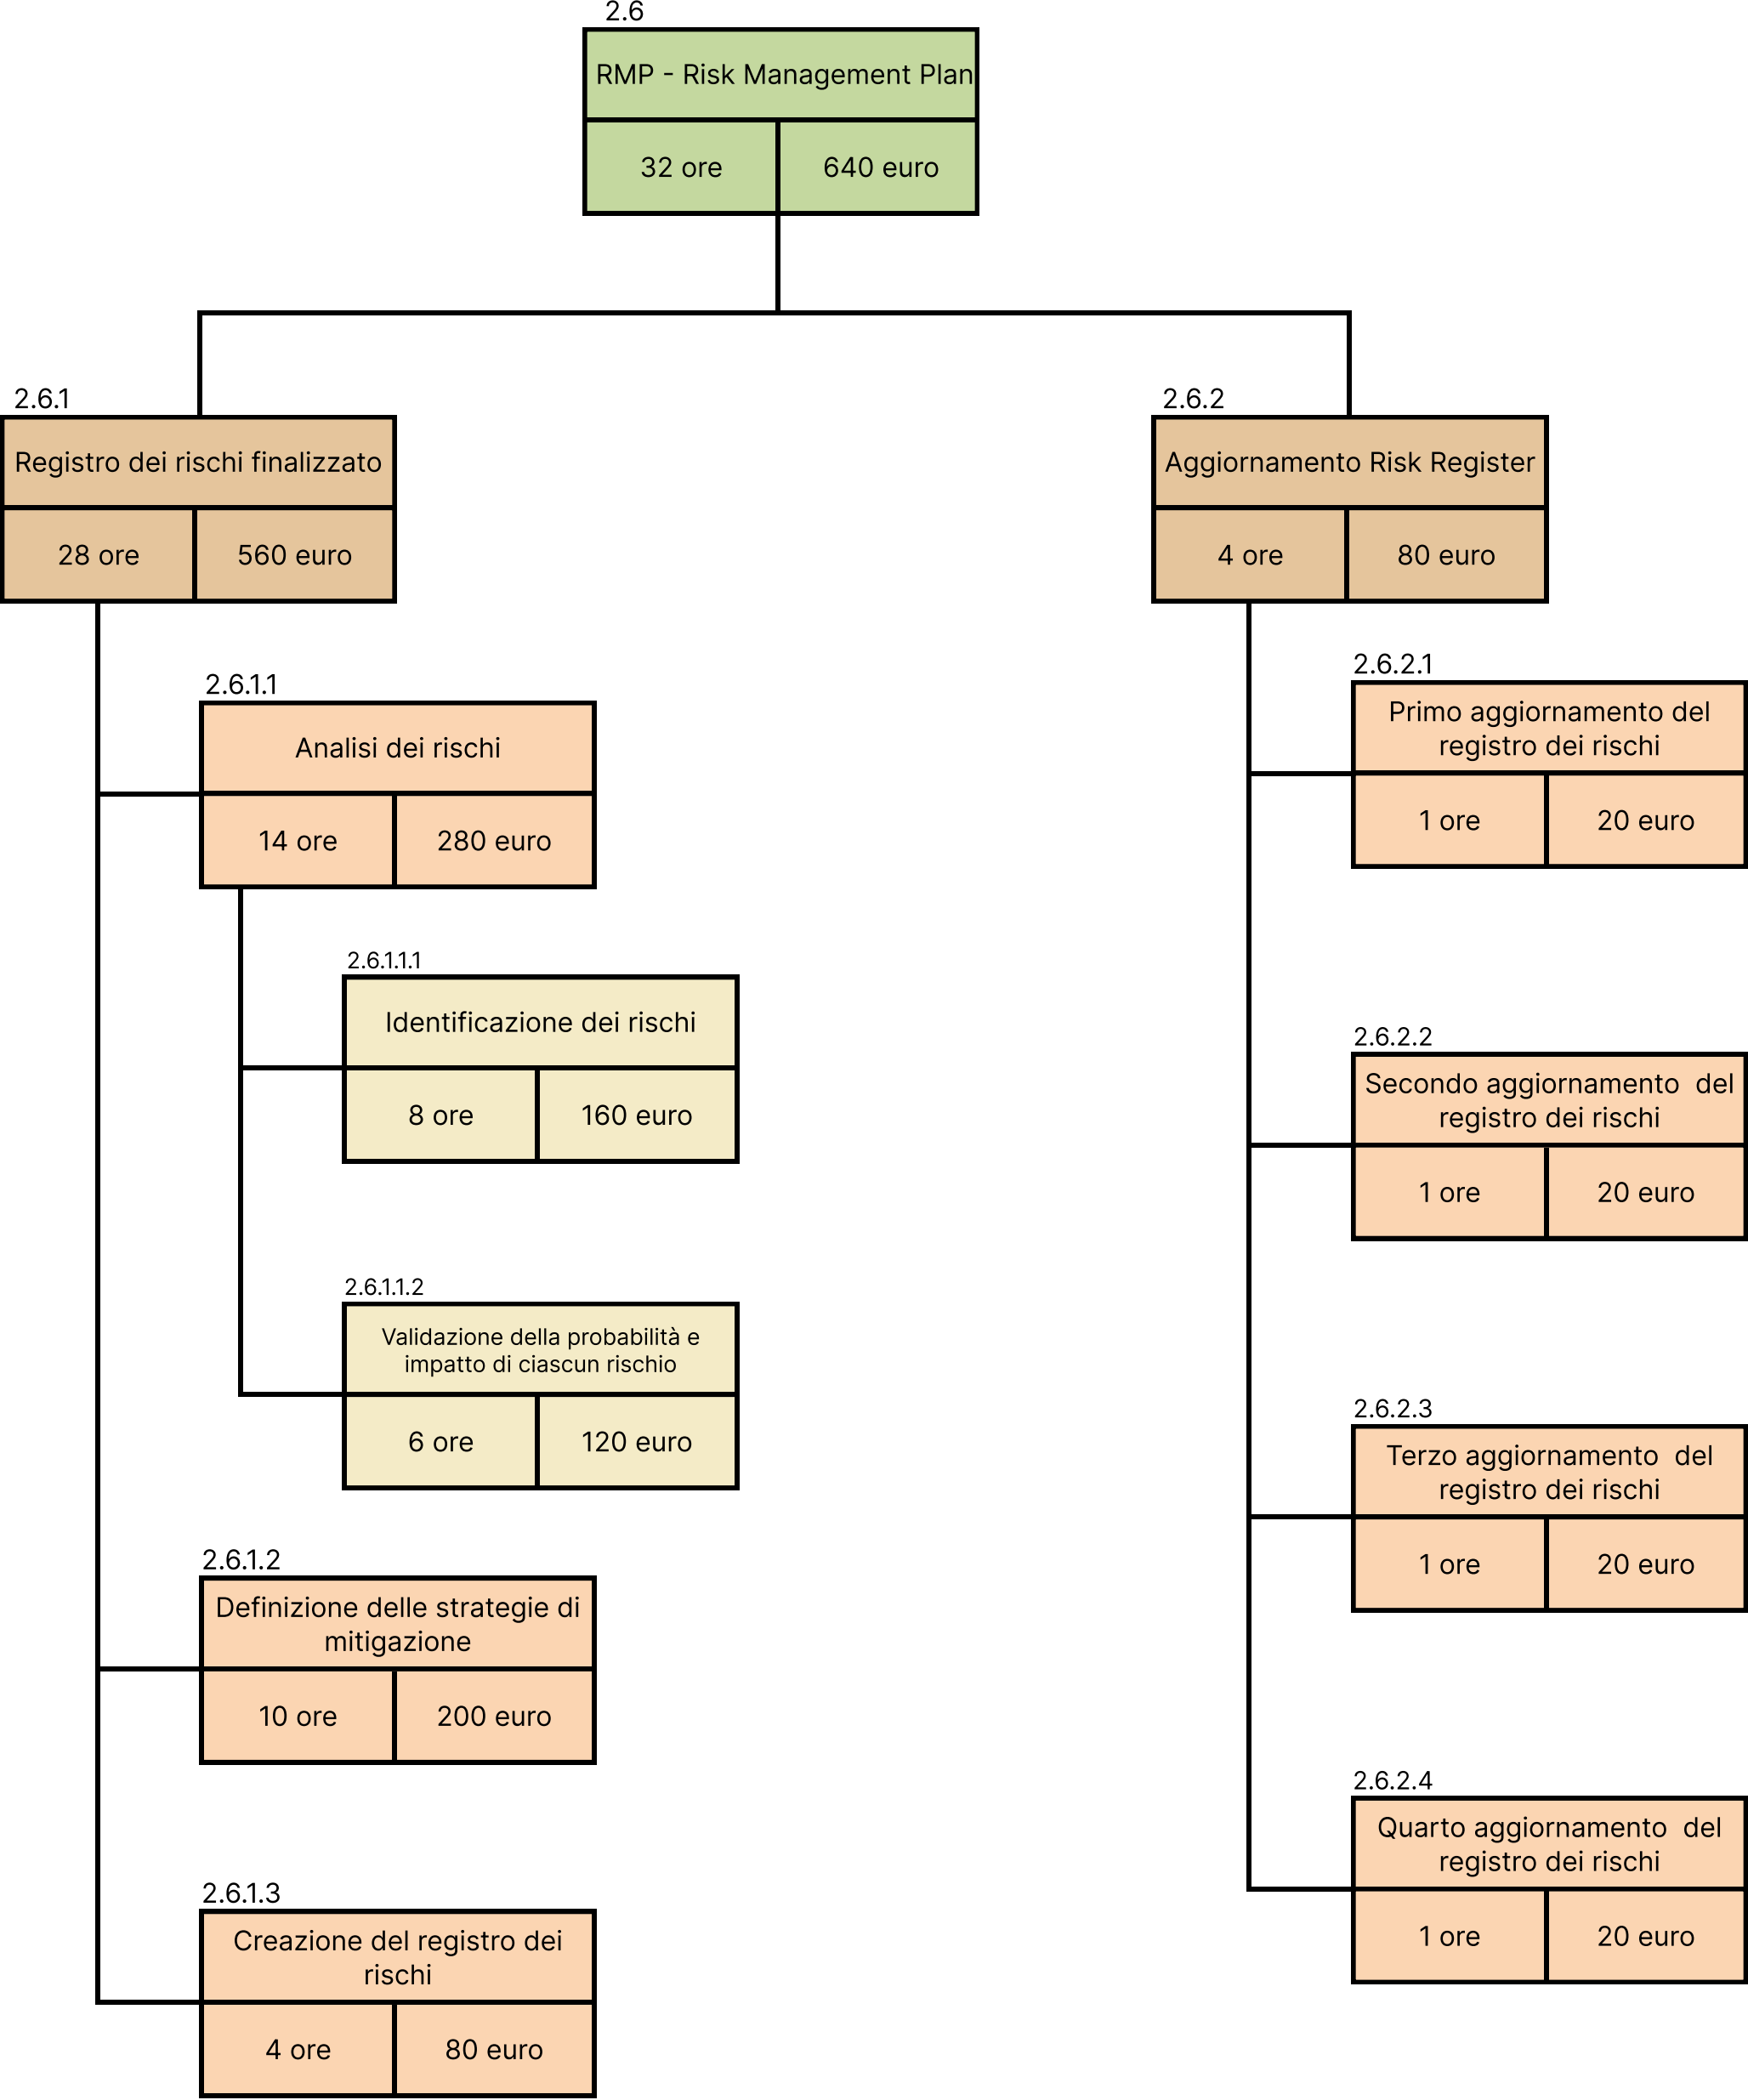 2.6
RMP - Risk Management Plan
32 ore
640 euro
2.6.1
Registro dei rischi finalizzato
28 ore
560 euro
2.6.1.1
Analisi dei rischi
14 ore
280 euro
2.6.1.1.1
Identificazione dei rischi
8 ore
160 euro
2.6.1.1.2
Validazione della probabilità e
impatto di ciascun rischio
6 ore
120 euro
2.6.1.2
Definizione delle strategie di
mitigazione
10 ore
200 euro
2.6.1.3
Creazione del registro dei
rischi
4 ore
80 euro
2.6.2
Aggiornamento Risk Register
4 ore
80 euro
2.6.2.1
Primo aggiornamento del
registro dei rischi
1 ore
20 euro
2.6.2.2
Secondo aggiornamento  del
registro dei rischi
1 ore
20 euro
2.6.2.3
Terzo aggiornamento  del
registro dei rischi
1 ore
20 euro
2.6.2.4
Quarto aggiornamento  del
registro dei rischi
1 ore
20 euro